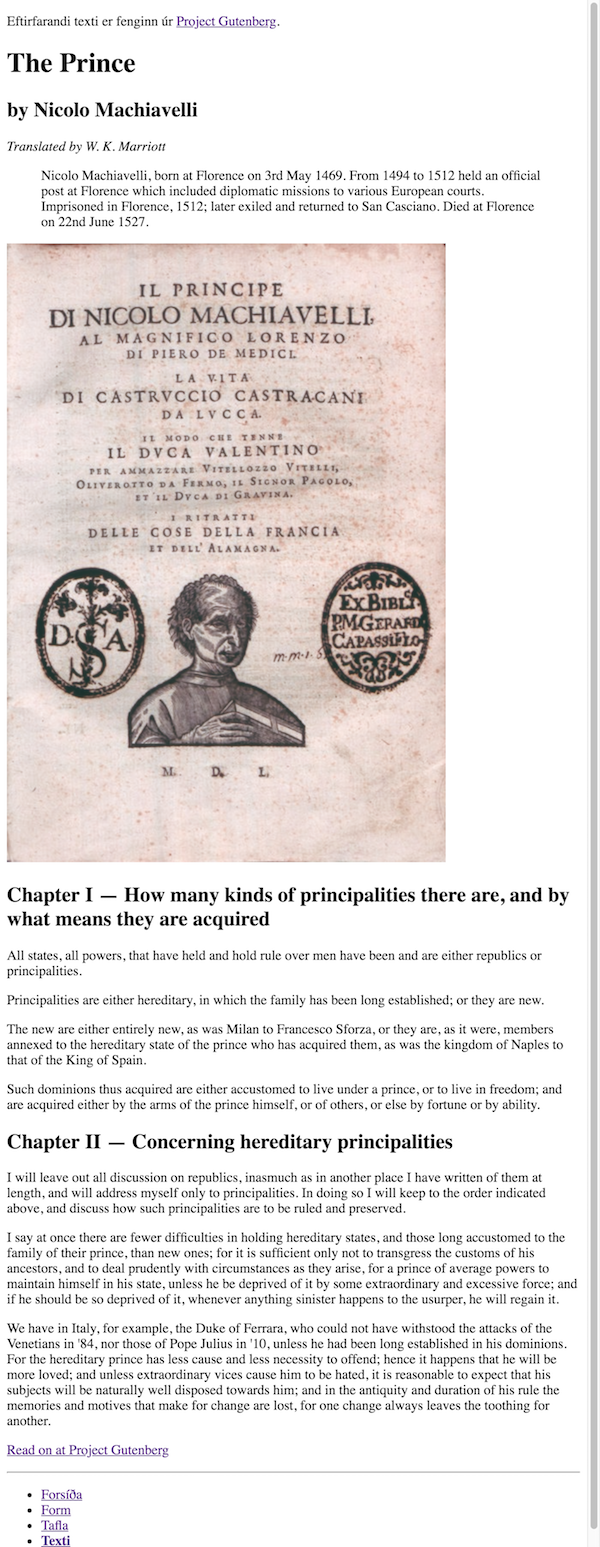 Eftirfarandi texti er fenginn úr Project Gutenberg.
The Prince
by Nicolo Machiavelli
Translated by W. K. Marriott
Nicolo Machiavelli, born at Florence on 3rd May 1469. From 1494 to 1512 held an official
post at Florence which included diplomatic missions to various European courts.
Imprisoned in Florence, 1512; later exiled and returned to San Casciano. Died at Florence
on 22nd June 1527.
IL PRINCIPE
DI NICOLO MACHIAVELLI,
AL MAGNIFICO LORENZO
DI PIERO DE MEDICI.
LA VITA
DI CASTRVCCIO CASTRACANI
DA LVCCA.
IL MODO CHE TENNE
IL DVCA VALENTINO
PER AMMAZZARE VITELLOZZO VITELLI,
OLIVEROTTO DA FERMO, IL SIGNOR PAGOLO,
ET IL DVCA DI GRAVINA.
I RITRATTI
DELLE COSE DELLA FRANCIA
ET DELL' ALAMAGNA.
D. S A.
EX BIBLI
P.M.GERARD
CAPASSIFLO
M. D. L.
Chapter I — How many kinds of principalities there are, and by
what means they are acquired
All states, all powers, that have held and hold rule over men have been and are either republics or
principalities.
Principalities are either hereditary, in which the family has been long established; or they are new.
The new are either entirely new, as was Milan to Francesco Sforza, or they are, as it were, members
annexed to the hereditary state of the prince who has acquired them, as was the kingdom of Naples to
that of the King of Spain.
Such dominions thus acquired are either accustomed to live under a prince, or to live in freedom; and
are acquired either by the arms of the prince himself, or of others, or else by fortune or by ability.
Chapter II — Concerning hereditary principalities
I will leave out all discussion on republics, inasmuch as in another place I have written of them at
length, and will address myself only to principalities. In doing so I will keep to the order indicated
above, and discuss how such principalities are to be ruled and preserved.
I say at once there are fewer difficulties in holding hereditary states, and those long accustomed to the
family of their prince, than new ones; for it is sufficient only not to transgress the customs of his
ancestors, and to deal prudently with circumstances as they arise, for a prince of average powers to
maintain himself in his state, unless he be deprived of it by some extraordinary and excessive force; and
if he should be so deprived of it, whenever anything sinister happens to the usurper, he will regain it.
We have in Italy, for example, the Duke of Ferrara, who could not have withstood the attacks of the
Venetians in '84, nor those of Pope Julius in '10, unless he had been long established in his dominions.
For the hereditary prince has less cause and less necessity to offend; hence it happens that he will be
more loved; and unless extraordinary vices cause him to be hated, it is reasonable to expect that his
subjects will be naturally well disposed towards him; and in the antiquity and duration of his rule the
memories and motives that make for change are lost, for one change always leaves the toothing for
another.
Read on at Project Gutenberg
Forsíða
Form
Tafla
Texti